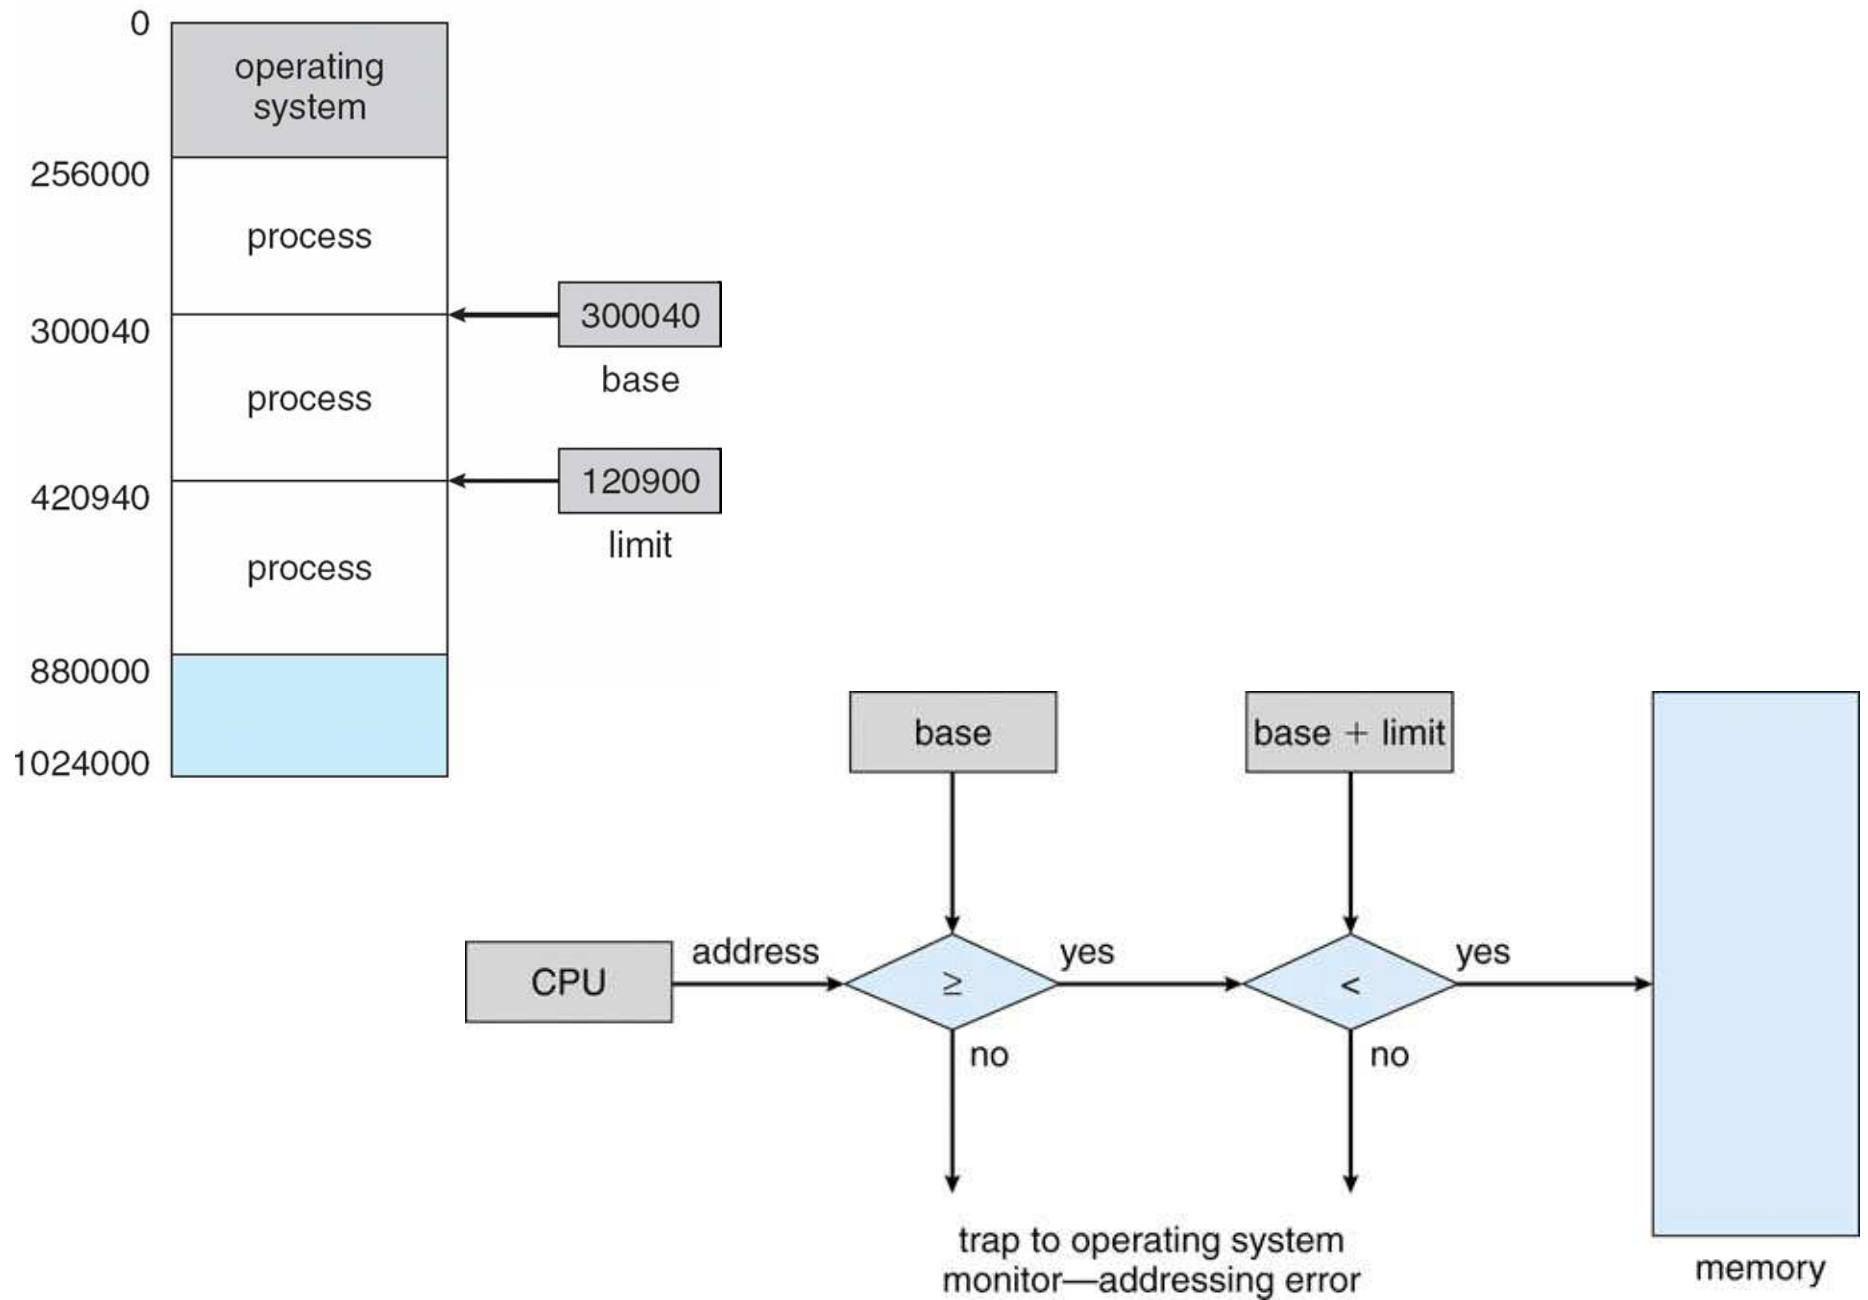 0
operating
system
256000
process
300040
300040
base
process
120900
420940
limit
process
880000
1024000
base
base + limit
CPU
address
≥
yes
<
yes
no
no
trap to operating system
monitor—addressing error
memory